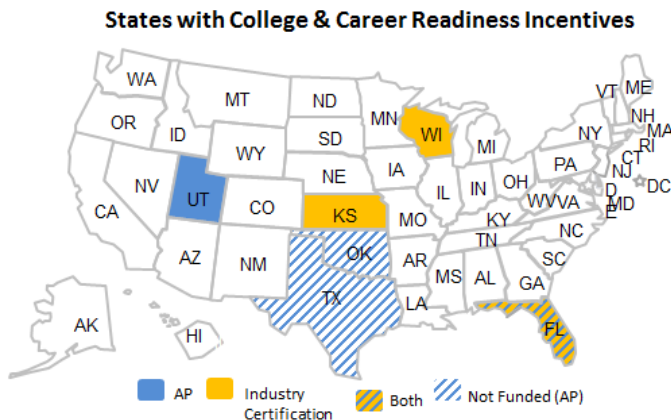 States with College & Career Readiness Incentives
WA
MT
ND
MN
VT
ME
OR
ID
SD
WI
MI
NY
NH
MA
WY
RI
IA
PA
CT
NJ
NV
NE
OH
DC
UT
IL
IN
D
E
CA
CO
WV
VA
MD
KS
MO
KY
NC
TN
AZ
NM
OK
AR
SC
MS
AL
GA
TX
LA
AK
HI
FL
AP
Industry
Certification
Both
Not Funded (AP)